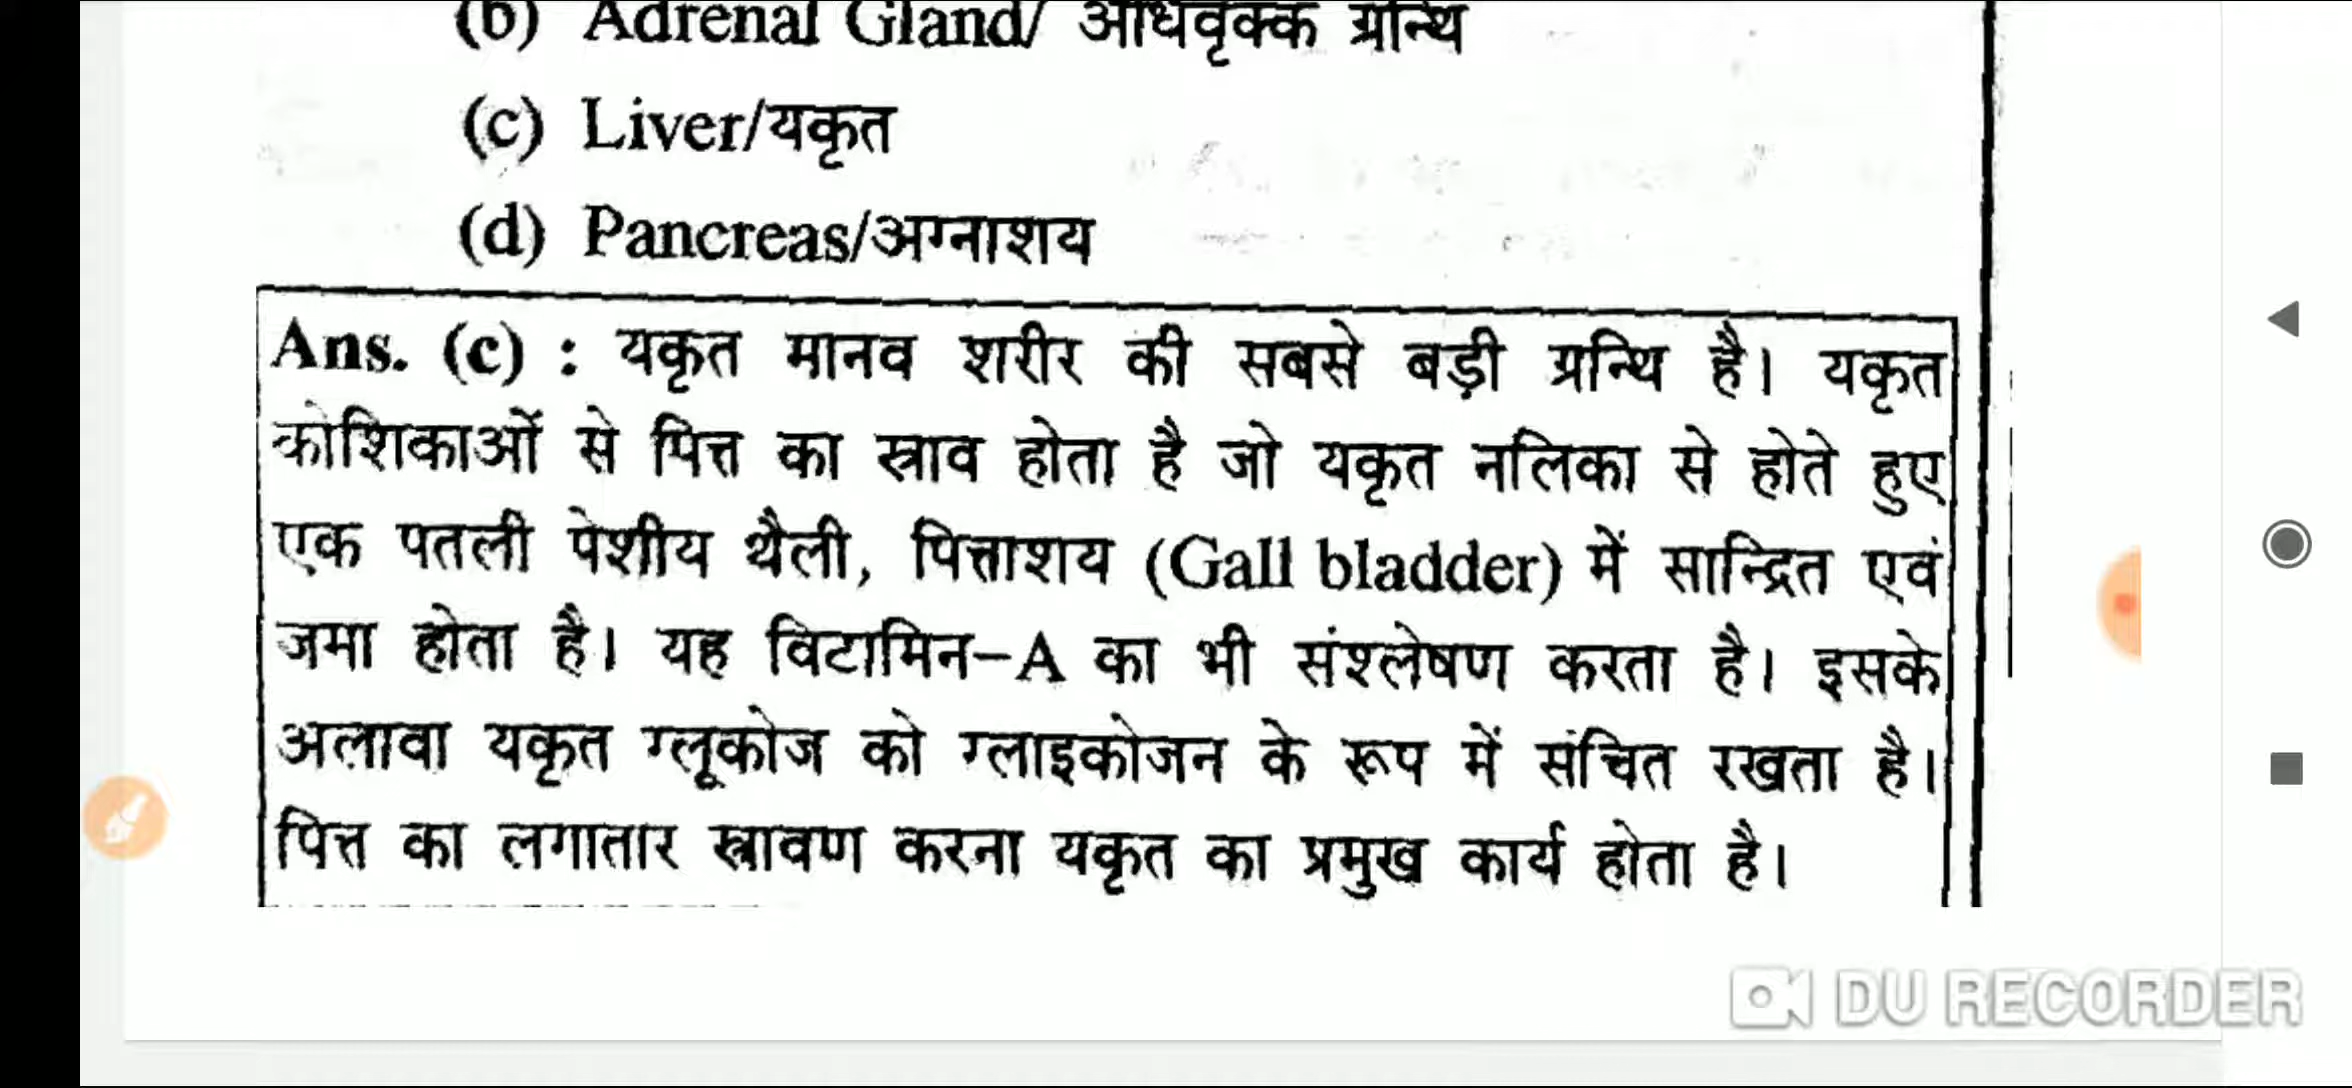 (b) Adrenal Gland/ अधिवृक्क ग्रन्थि
(c) Liver/यकृत
(d) Pancreas/अग्नाशय
Ans. (c) : यकृत मानव शरीर की सबसे बड़ी ग्रन्थि है। यकृत
कोशिकाओं से पित्त का स्त्राव होता है जो यकृत नलिका से होते हुए
एक पतली पेशीय थैली, पित्ताशय (Gall bladder) में सान्द्रित एवं
जमा होता है। यह विटामिन–A का भी संश्लेषण करता है। इसके
अलावा यकृत ग्लूकोज को ग्लाइकोजन के रूप में संचित रखता है।
पित्त का लगातार स्त्रावण करना यकृत का प्रमुख कार्य होता है।
DU RECORDER